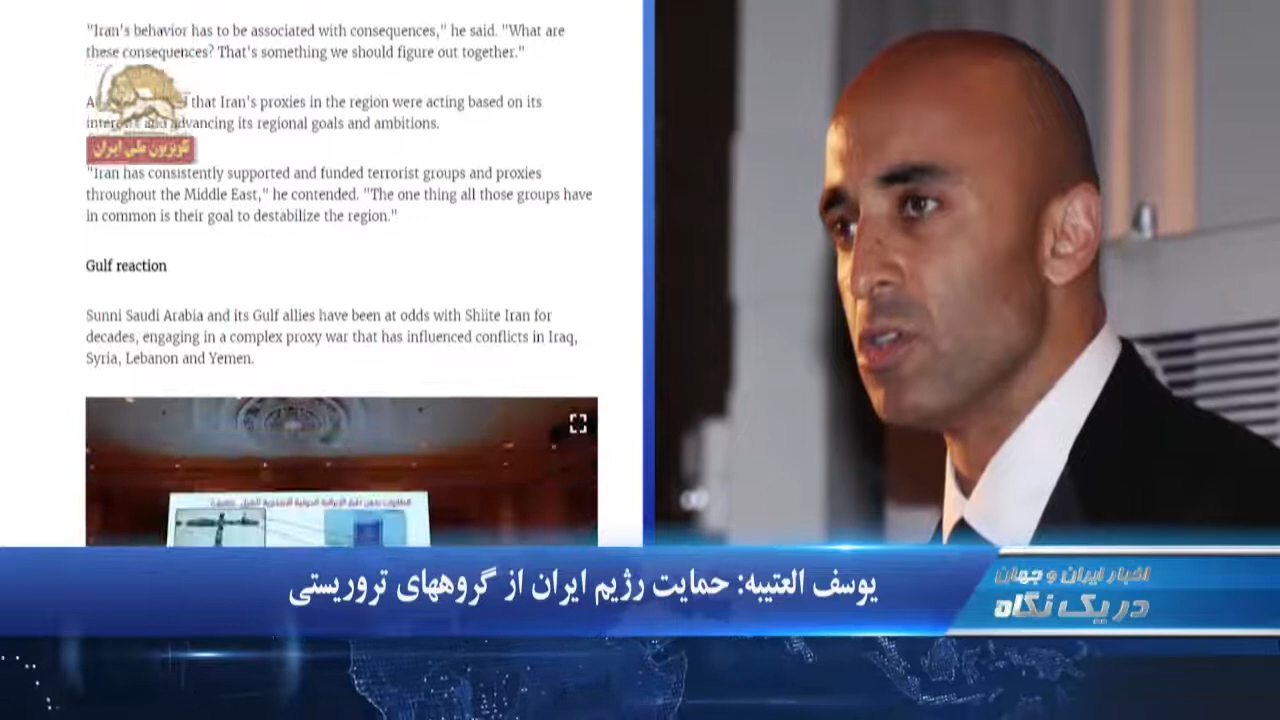 "Iran's behavior has to be associated with consequences," he said. "What are
these consequences? That's something we should figure out together."
that Iran's proxies in the region were acting based on its
advancing its regional goals and ambitions.
تلویزیون ملی ایران
"Iran has consistently supported and funded terrorist groups and proxies
throughout the Middle East," he contended. "The one thing all those groups have
in common is their goal to destabilize the region."
Gulf reaction
Sunni Saudi Arabia and its Gulf allies have been at odds with Shiite Iran for
decades, engaging in a complex proxy war that has influenced conflicts in Iraq,
Syria, Lebanon and Yemen.
یوسف العتیبه: حمایت رژیم ایران از گروههای تروریستی
اخبار ایران و جهان
در یک نگاه